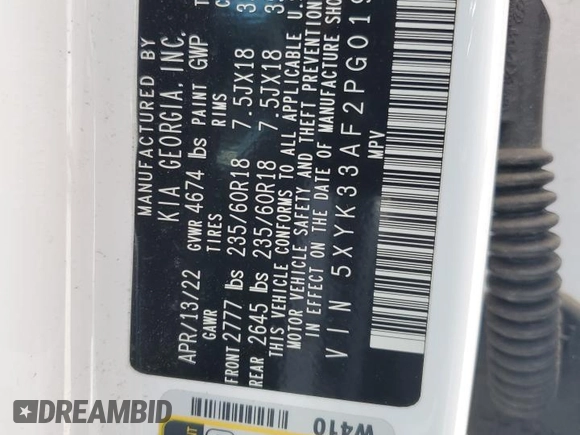 MANUFACTURED BY
KIA GEORGIA, INC.
APR/13/22 GVWR 4674 lbs PAINT GWP
GAWR TIRES RIMS
FRONT 2777 lbs 235/60R18 7.5JX18
REAR 2645 lbs 235/60R18 7.5JX18
THIS VEHICLE CONFORMS TO ALL APPLICABLE U.S
MOTOR VEHICLE SAFETY AND THEFT PREVENTION
IN EFFECT ON THE DATE OF MANUFACTURE SHO
VIN 5XYK33AF2PG019
MPV
W410
DREAMBID